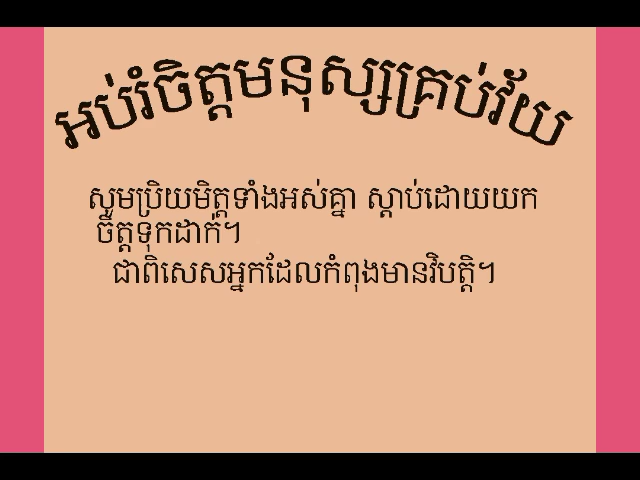 អប់រំចិត្តមនុស្សគ្រប់វ័យ
សូមប្រិយមិត្តទាំងអស់គ្នា ស្តាប់ដោយយក
ចិត្តទុកដាក់។
ជាពិសេសអ្នកដែលកំពុងមានវិបត្តិ។